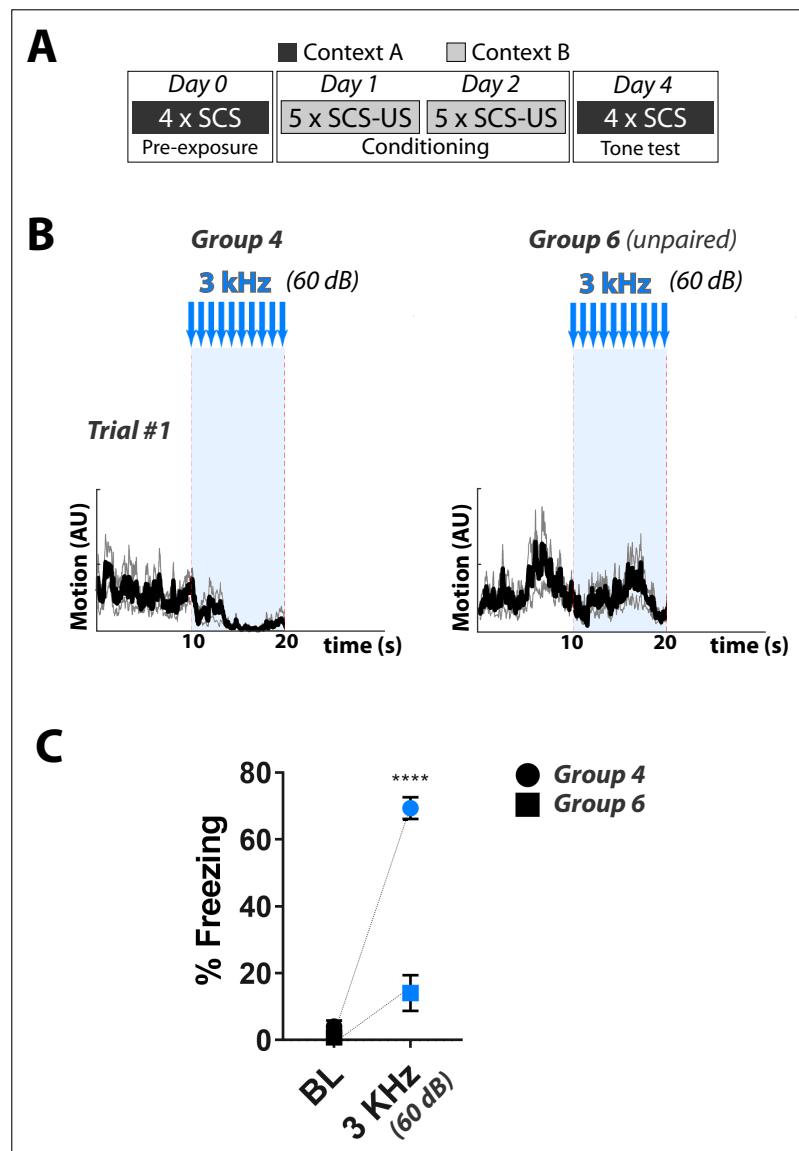 A
Context A Context B
Day 0 Day 1 Day 2 Day 4
4 x SCS 5 x SCS-US 5 x SCS-US 4 x SCS
Pre-exposure Conditioning Tone test
B
Group 4 Group 6 (unpaired)
3 kHz (60 dB) 3 kHz (60 dB)
Trial #1
Motion (AU) Motion (AU)
10 20 time (s) 10 20 time (s)
C
80
60
40
20
0
% Freezing
****
Group 4
Group 6
BL
3 KHz
(60 dB)